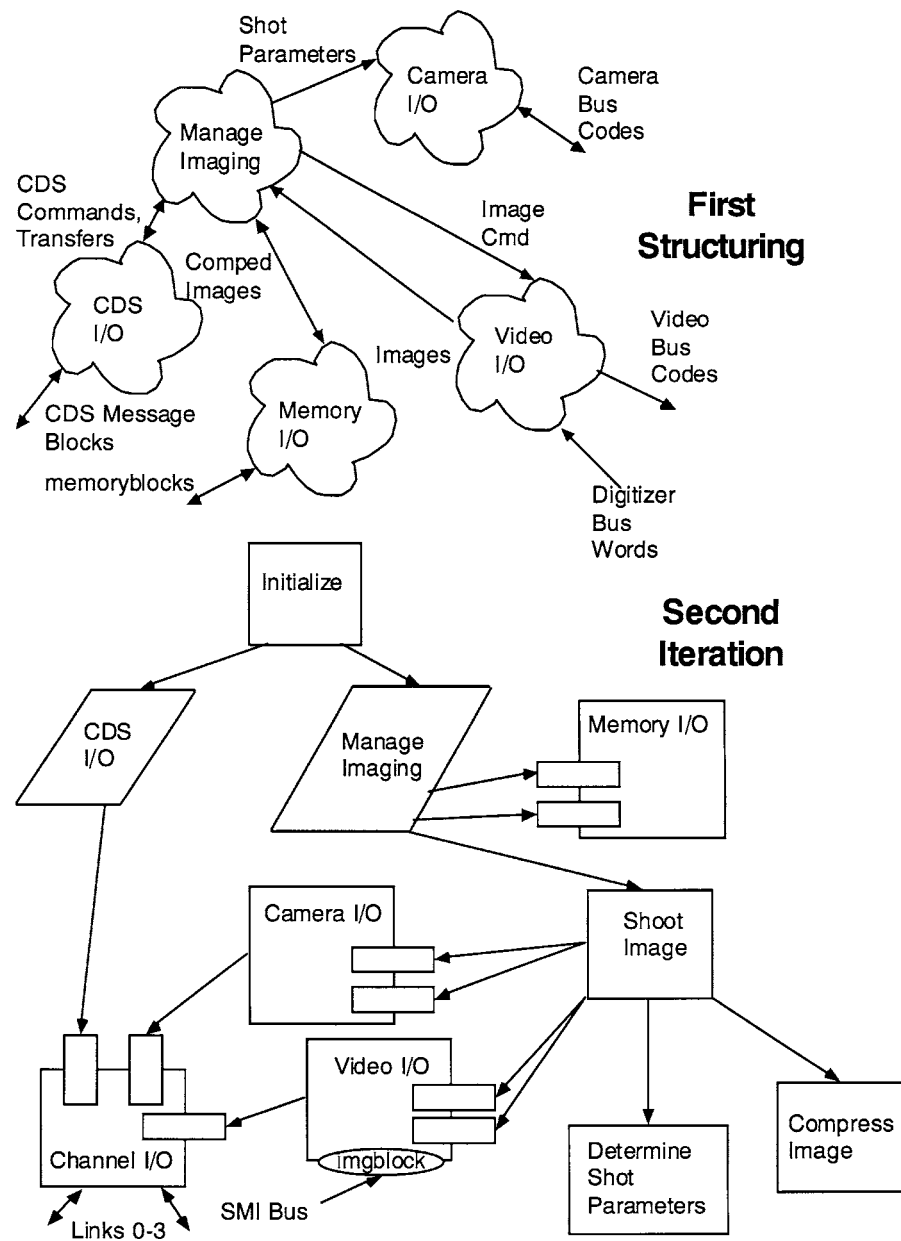 Shot
Parameters
Camera
I/O
Camera
Bus
Codes
Manage
Imaging
CDS
Commands,
Transfers
Image
Cmd
First
Structuring
Comped
Images
CDS
I/O
Images
Video
I/O
Video
Bus
Codes
CDS Message
Blocks
Memory
I/O
memoryblocks
Digitizer
Bus
Words
Initialize
Second
Iteration
CDS
I/O
Manage
Imaging
Memory I/O
Camera I/O
Shoot
Image
Video I/O
imgblock
Channel I/O
SMI Bus
Links 0-3
Determine
Shot
Parameters
Compress
Image